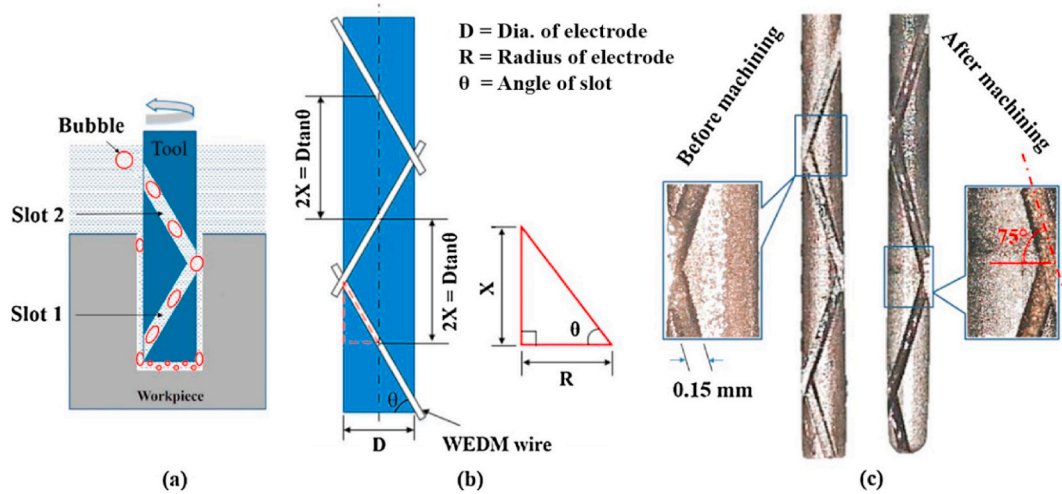 Bubble
Tool
Slot 2
Slot 1
Workpiece
(a)
D = Dia. of electrode
R = Radius of electrode
θ = Angle of slot
2X = Dtanθ
2X = Dtanθ
X
θ
R
θ
D
WEDM wire
(b)
Before machining
After machining
75°
0.15 mm
(c)